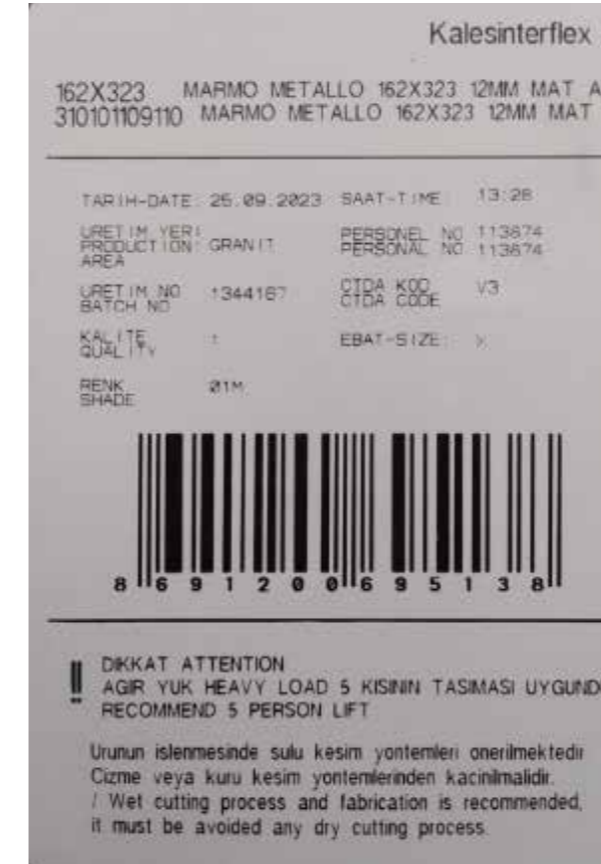 Kalesinterflex
162X323 MARMO METALLO 162X323 12MM MAT A
310101109110 MARMO METALLO 162X323 12MM MAT
TARIH-DATE: 25.09.2023 SAAT-TIME: 13:28
URETIM YERI PERSONEL NO 113674
PRODUCTION: GRANIT PERSONAL NO 113674
AREA
URETIM NO 1344167 CTDA KOD V3
BATCH NO CTDA CODE
KALITE 1 EBAT-SIZE:
QUALITY
RENK 01M
SHADE
8 691200 695138
!! DIKKAT ATTENTION
AGIR YUK HEAVY LOAD 5 KISININ TASIMASI UYGUND
RECOMMEND 5 PERSON LIFT
Urunun islenmesinde sulu kesim yontemleri onerilmektedir
Cizme veya kuru kesim yontemlerinden kacinilmalidir.
/ Wet cutting process and fabrication is recommended,
it must be avoided any dry cutting process.